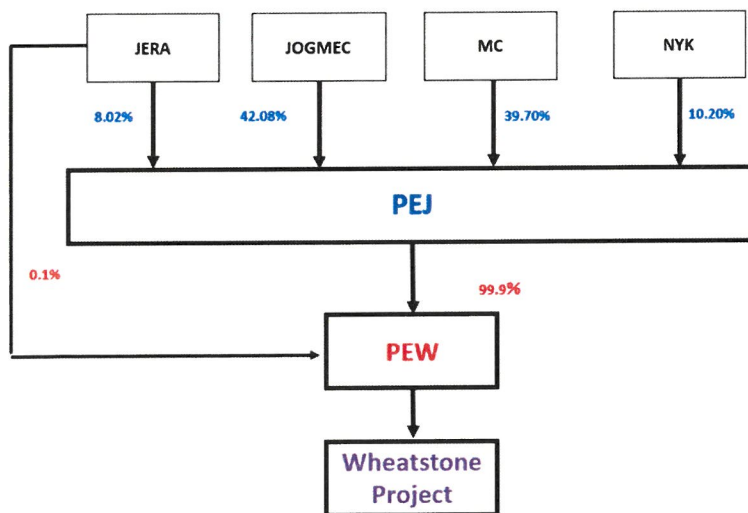 JERA
JOGMEC
MC
NYK
8.02%
42.08%
39.70%
10.20%
PEJ
0.1%
99.9%
PEW
Wheatstone
Project